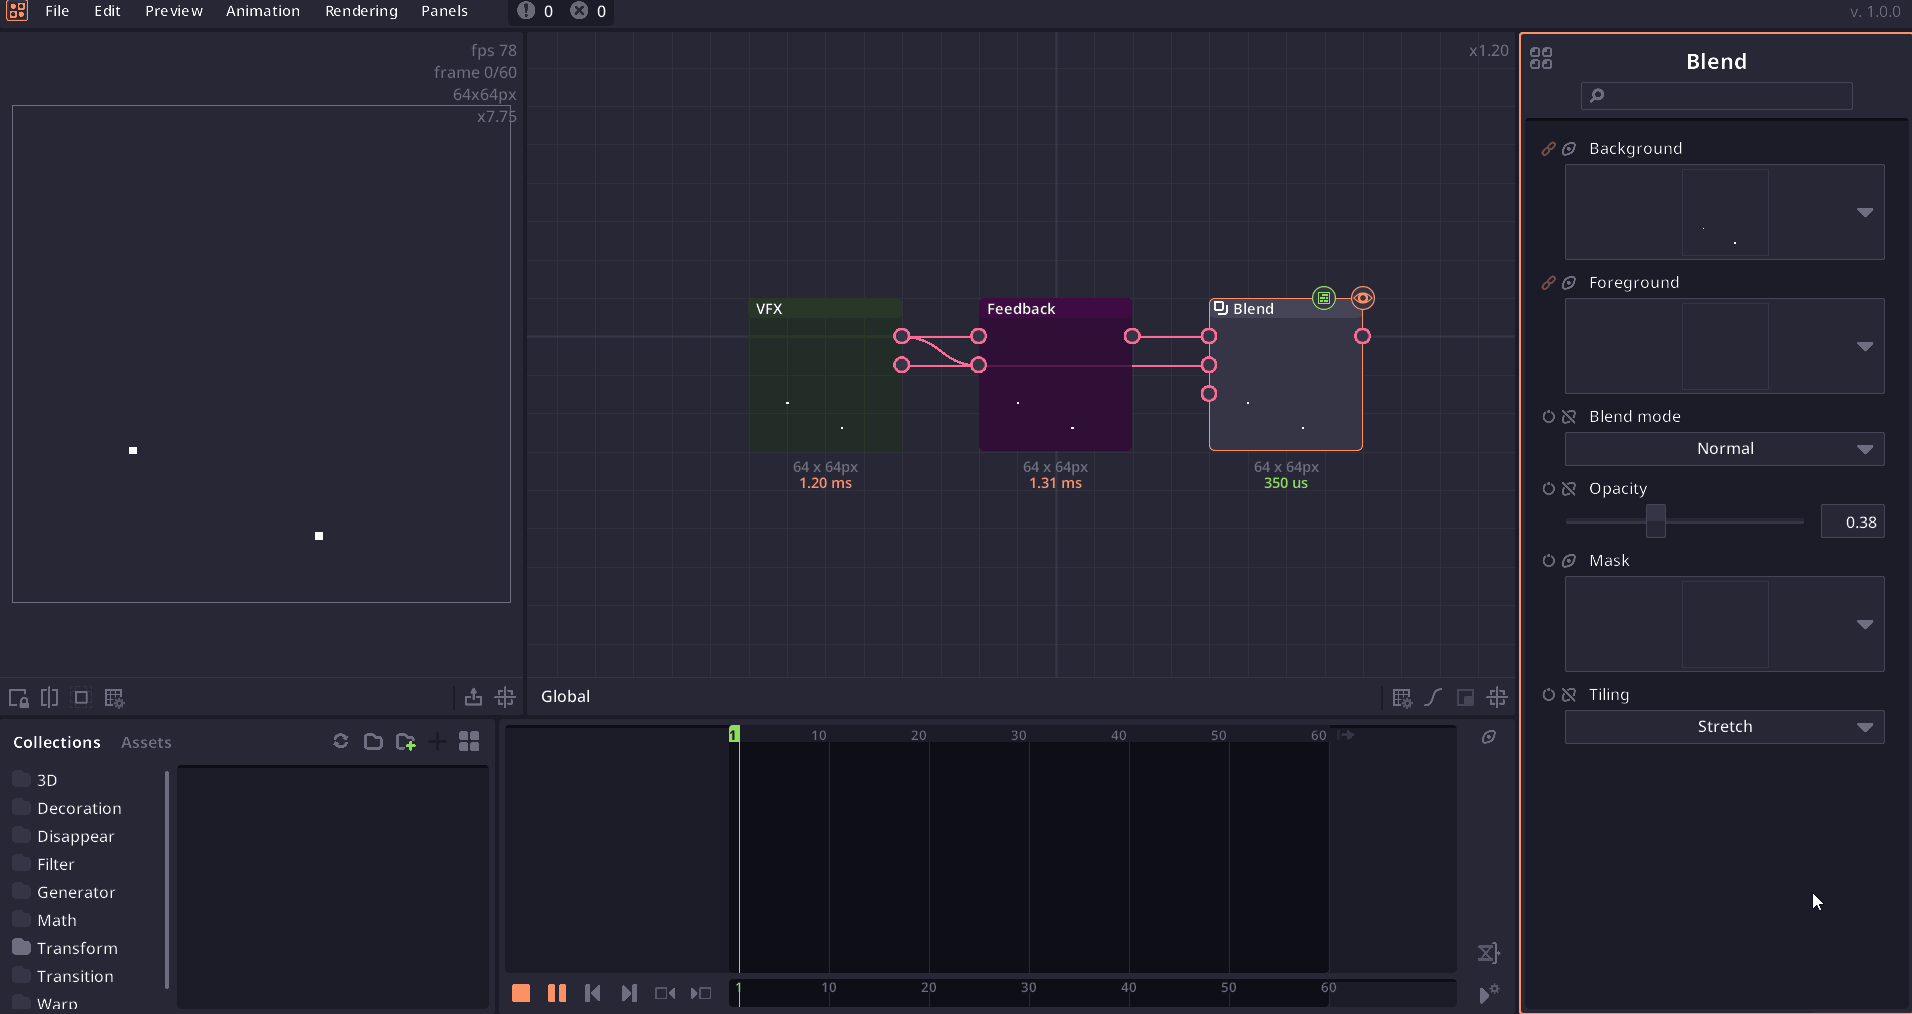 File Edit Preview Animation Rendering Panels 0 0 v. 1.0.0
fps 78
frame 0/60
64x64px
x7.75
x1.20
VFX
64 x 64px
1.20 ms
Feedback
64 x 64px
1.31 ms
Blend
64 x 64px
350 us
Global
Blend
Background
Foreground
Blend mode
Normal
Opacity
0.38
Mask
Tiling
Stretch
Collections Assets
3D
Decoration
Disappear
Filter
Generator
Math
Transform
Transition
Warp
1 10 20 30 40 50 60
1 10 20 30 40 50 60